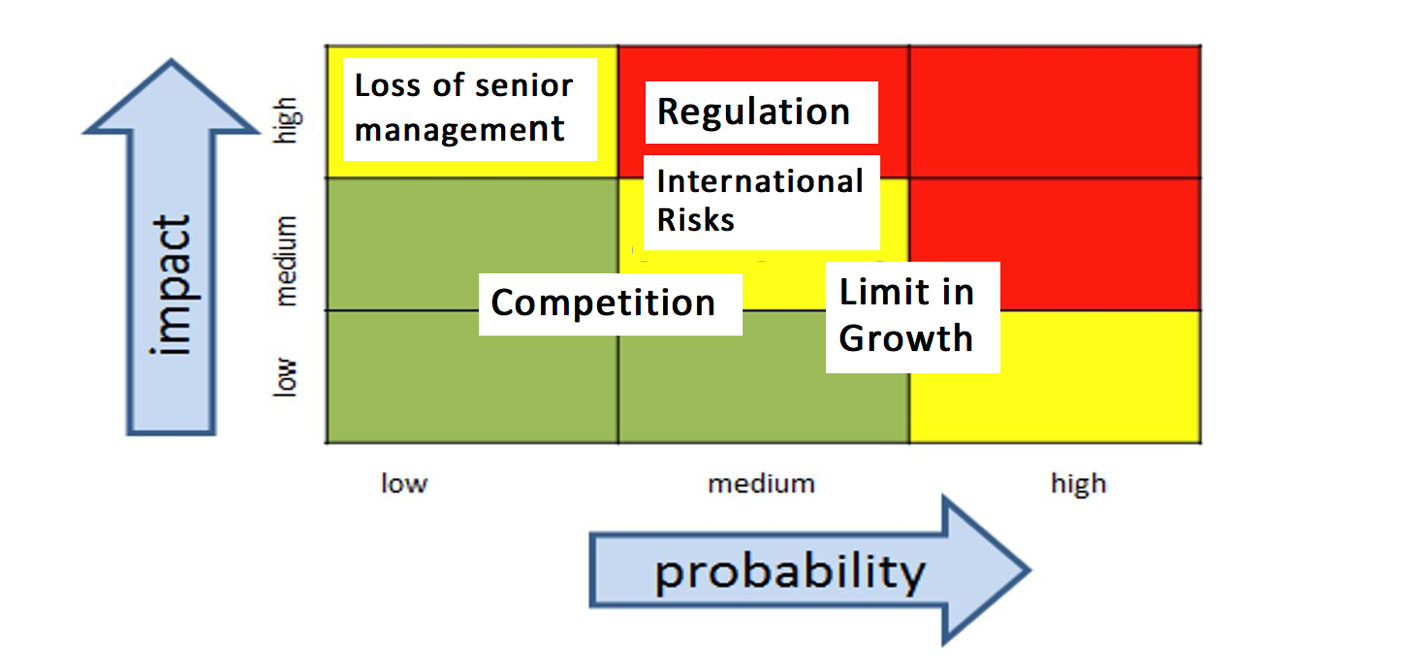 Loss of senior
management
Regulation
International
Risks
Competition
Limit in
Growth
impact
high
medium
low
low
medium
high
probability